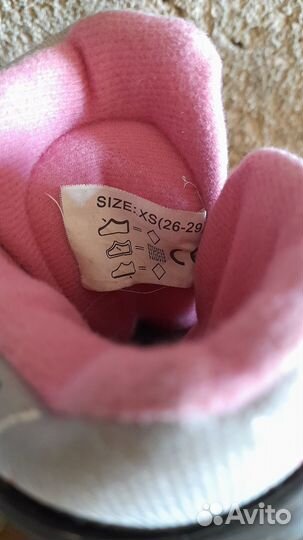 SIZE: XS(26-29
=
=
=
CE
Avito